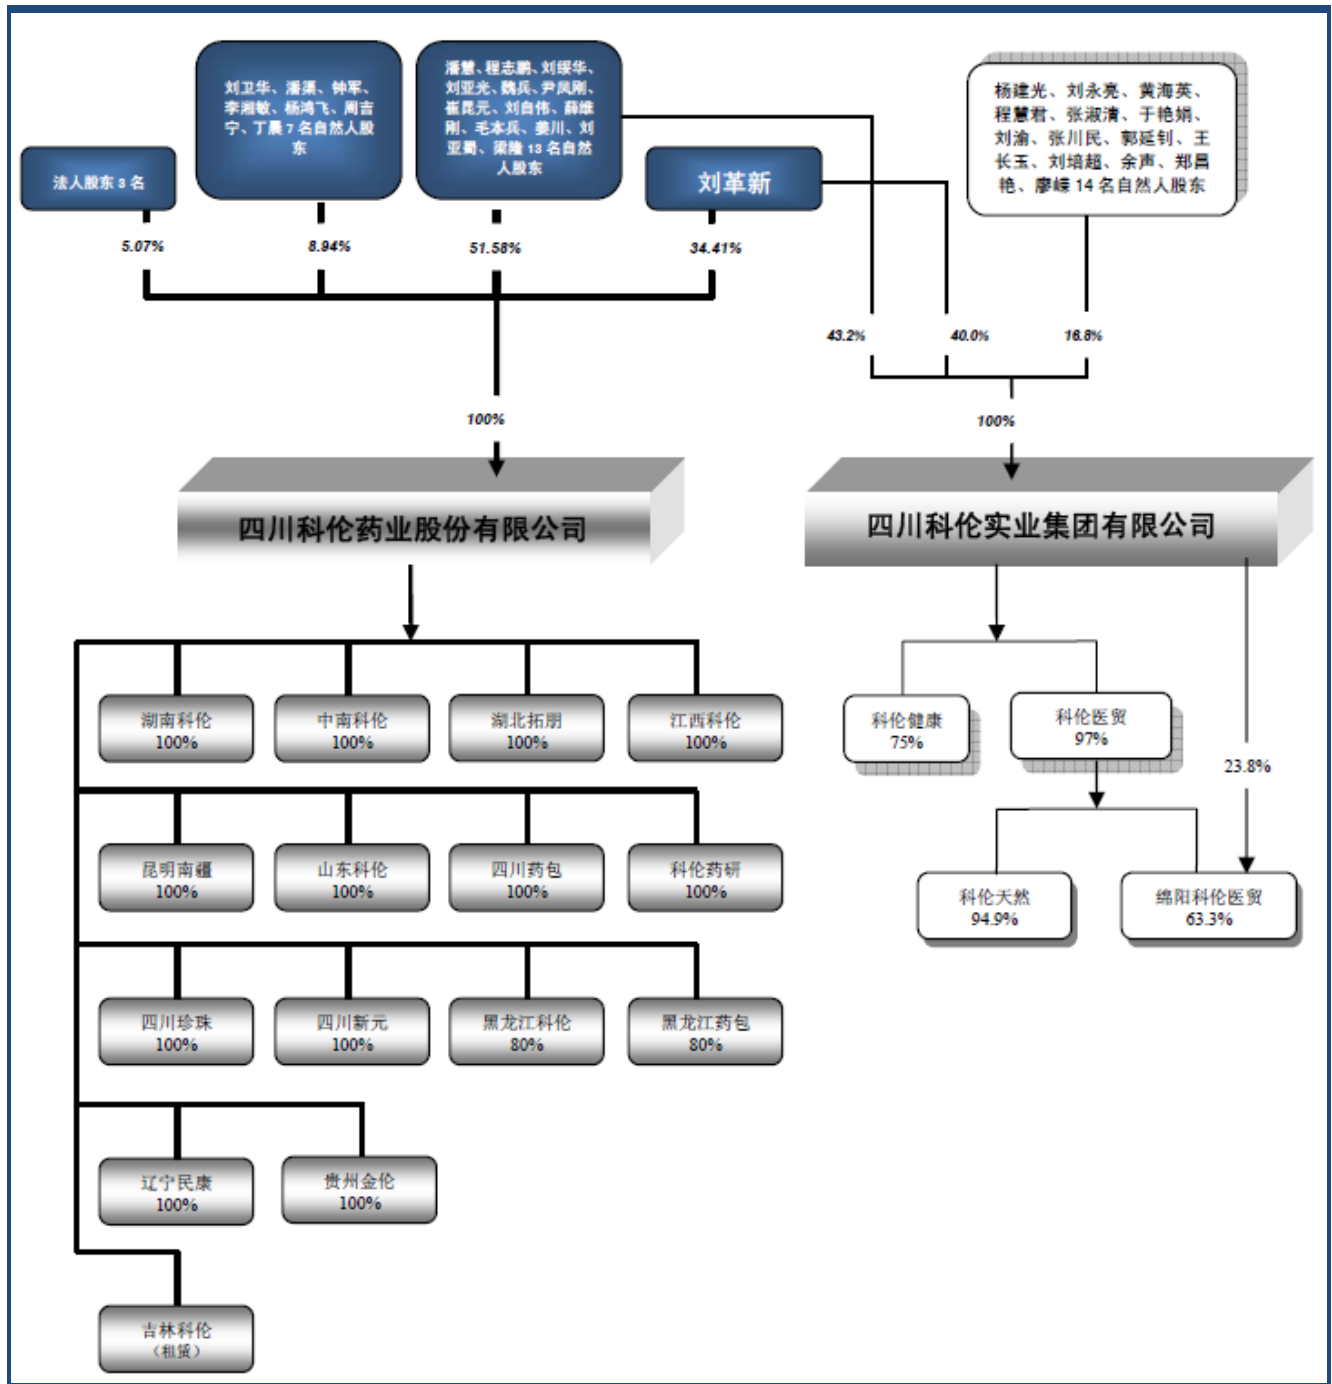 刘卫华、潘渠、钟军、
李湘敏、杨鸿飞、周吉
宁、丁晨 7 名自然人股
东
潘慧、程志鹏、刘绥华、
刘亚光、魏兵、尹凤刚、
崔昆元、刘自伟、薛维
刚、毛本兵、姜川、刘
亚蜀、梁隆 13 名自然
人股东
杨建光、刘永亮、黄海英、
程慧君、张淑清、于艳娟、
刘渝、张川民、郭延钊、王
长玉、刘培超、余声、郑昌
艳、廖嵘 14 名自然人股东
法人股东 3 名
刘革新
5.07%
8.94%
51.58%
34.41%
43.2%
40.0%
16.8%
100%
100%
四川科伦药业股份有限公司
四川科伦实业集团有限公司
湖南科伦
100%
中南科伦
100%
湖北拓朋
100%
江西科伦
100%
科伦健康
75%
科伦医贸
97%
23.8%
昆明南疆
100%
山东科伦
100%
四川药包
100%
科伦药研
100%
科伦天然
94.9%
绵阳科伦医贸
63.3%
四川珍珠
100%
四川新元
100%
黑龙江科伦
80%
黑龙江药包
80%
辽宁民康
100%
贵州金伦
100%
吉林科伦
（租赁）